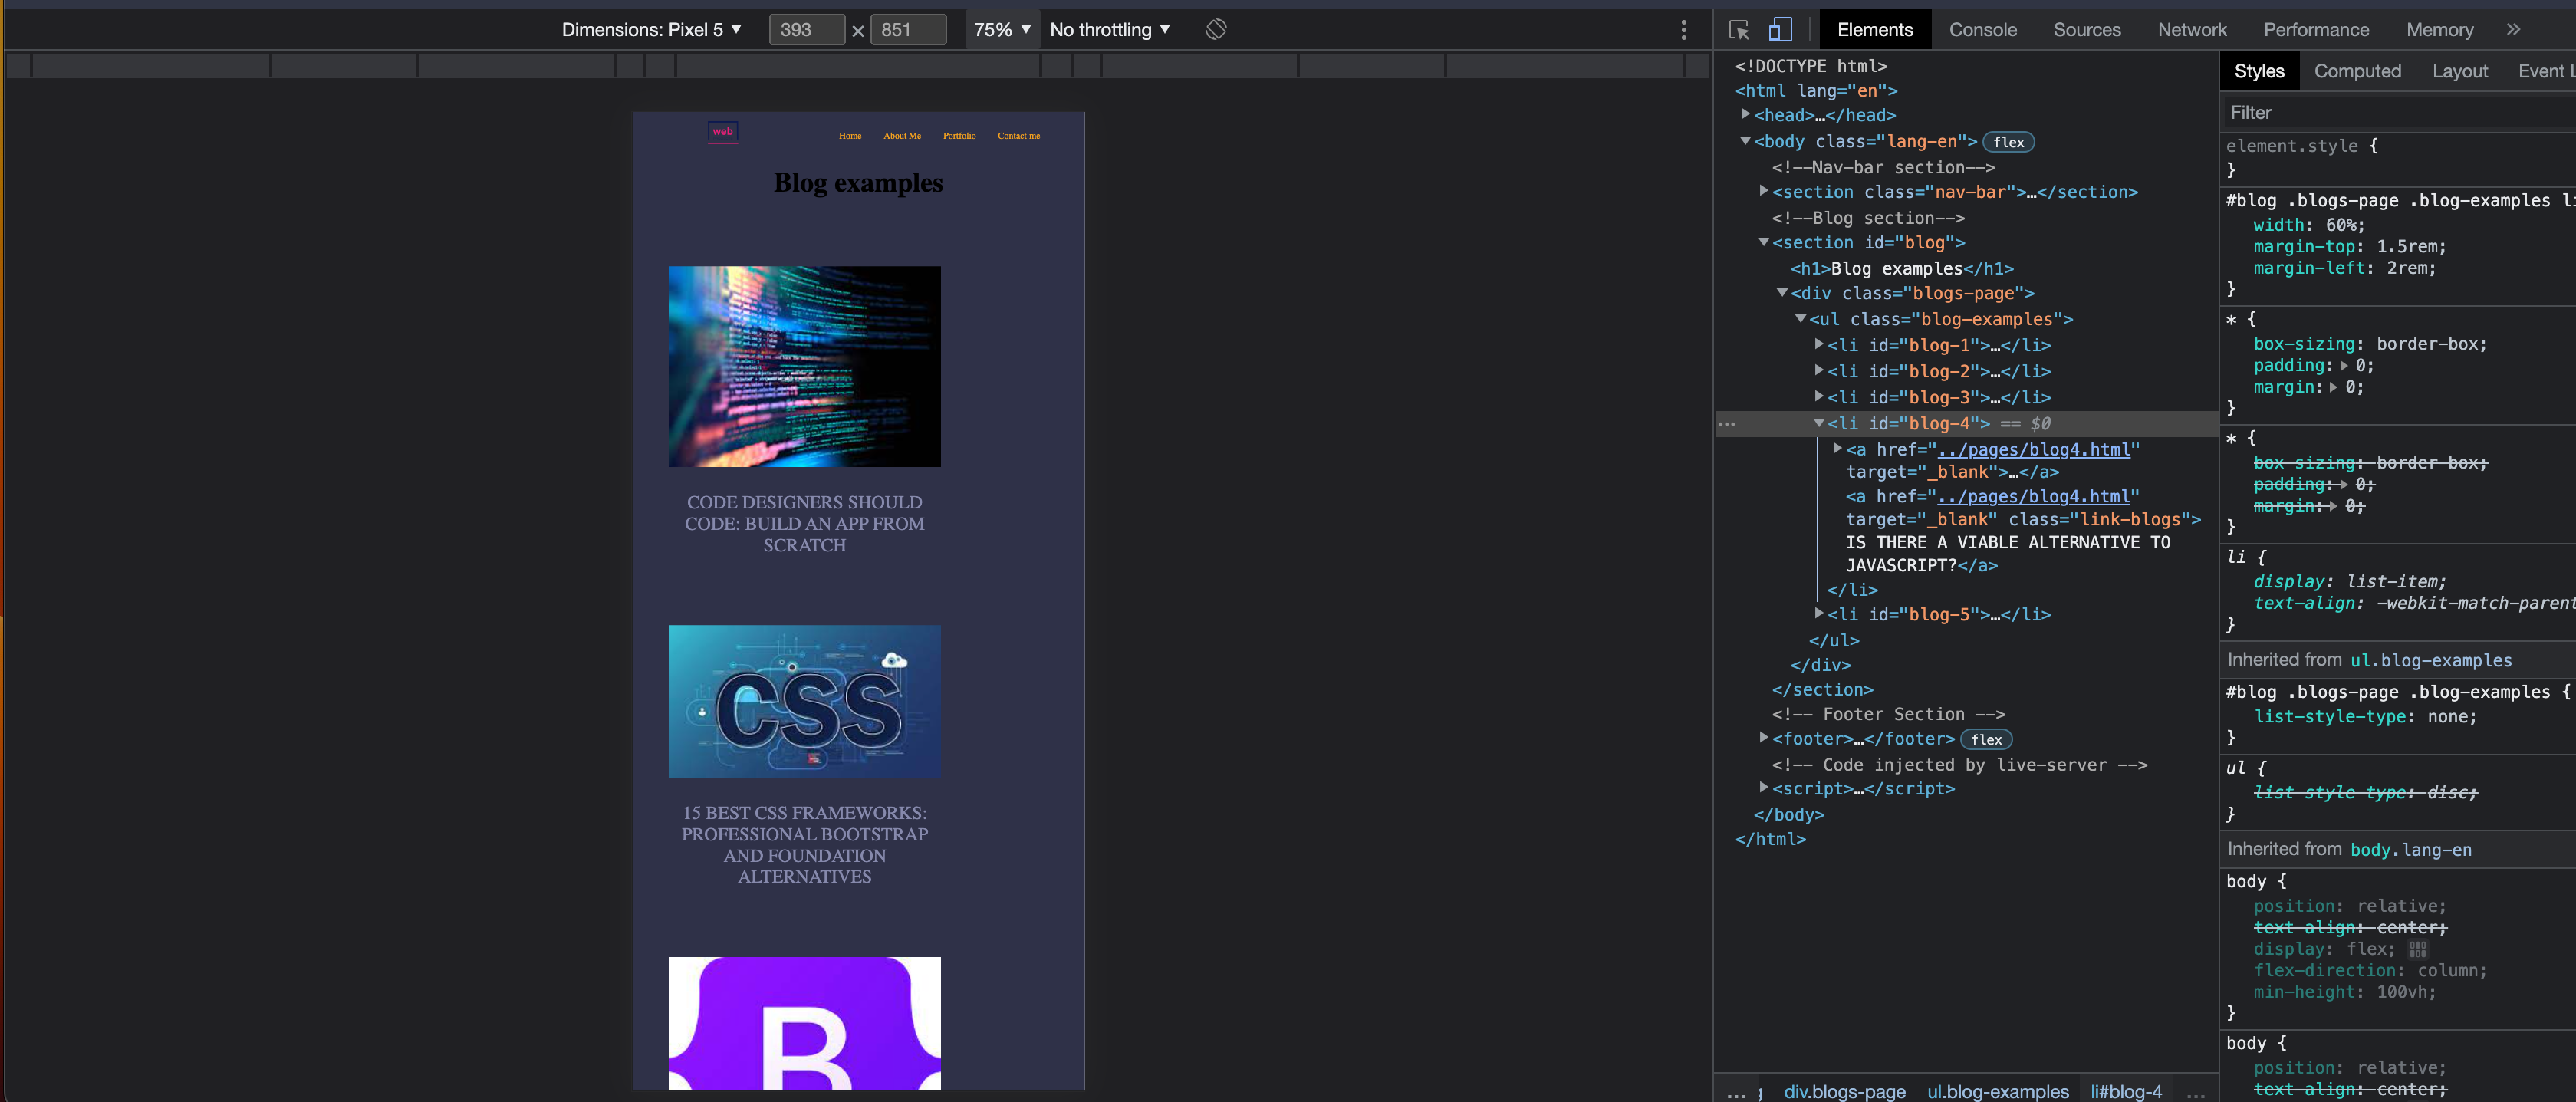 Dimensions: Pixel 5 ▼ 393 × 851 75% ▼ No throttling ▼
Elements Console Sources Network Performance Memory »
web Home About Me Portfolio Contact me
Blog examples
CODE DESIGNERS SHOULD
CODE: BUILD AN APP FROM
SCRATCH
CSS
15 BEST CSS FRAMEWORKS:
PROFESSIONAL BOOTSTRAP
AND FOUNDATION
ALTERNATIVES
B
<!DOCTYPE html>
<html lang="en">
<head>…</head>
<body class="lang-en"> flex
<!--Nav-bar section-->
<section class="nav-bar">…</section>
<!--Blog section-->
<section id="blog">
<h1>Blog examples</h1>
<div class="blogs-page">
<ul class="blog-examples">
<li id="blog-1">…</li>
<li id="blog-2">…</li>
<li id="blog-3">…</li>
<li id="blog-4"> == $0
<a href="../pages/blog4.html"
target="_blank">…</a>
<a href="../pages/blog4.html"
target="_blank" class="link-blogs">
IS THERE A VIABLE ALTERNATIVE TO
JAVASCRIPT?</a>
</li>
<li id="blog-5">…</li>
</ul>
</div>
</section>
<!-- Footer Section -->
<footer>…</footer> flex
<!-- Code injected by live-server -->
<script>…</script>
</body>
</html>
… div.blogs-page ul.blog-examples li#blog-4 …
Styles Computed Layout Event L
Filter
element.style {
}
#blog .blogs-page .blog-examples li
width: 60%;
margin-top: 1.5rem;
margin-left: 2rem;
}
* {
box-sizing: border-box;
padding: 0;
margin: 0;
}
* {
box-sizing: border-box;
padding: 0;
margin: 0;
}
li {
display: list-item;
text-align: -webkit-match-parent
}
Inherited from ul.blog-examples
#blog .blogs-page .blog-examples {
list-style-type: none;
}
ul {
list-style-type: disc;
}
Inherited from body.lang-en
body {
position: relative;
text-align: center;
display: flex;
flex-direction: column;
min-height: 100vh;
}
body {
position: relative;
text-align: center;